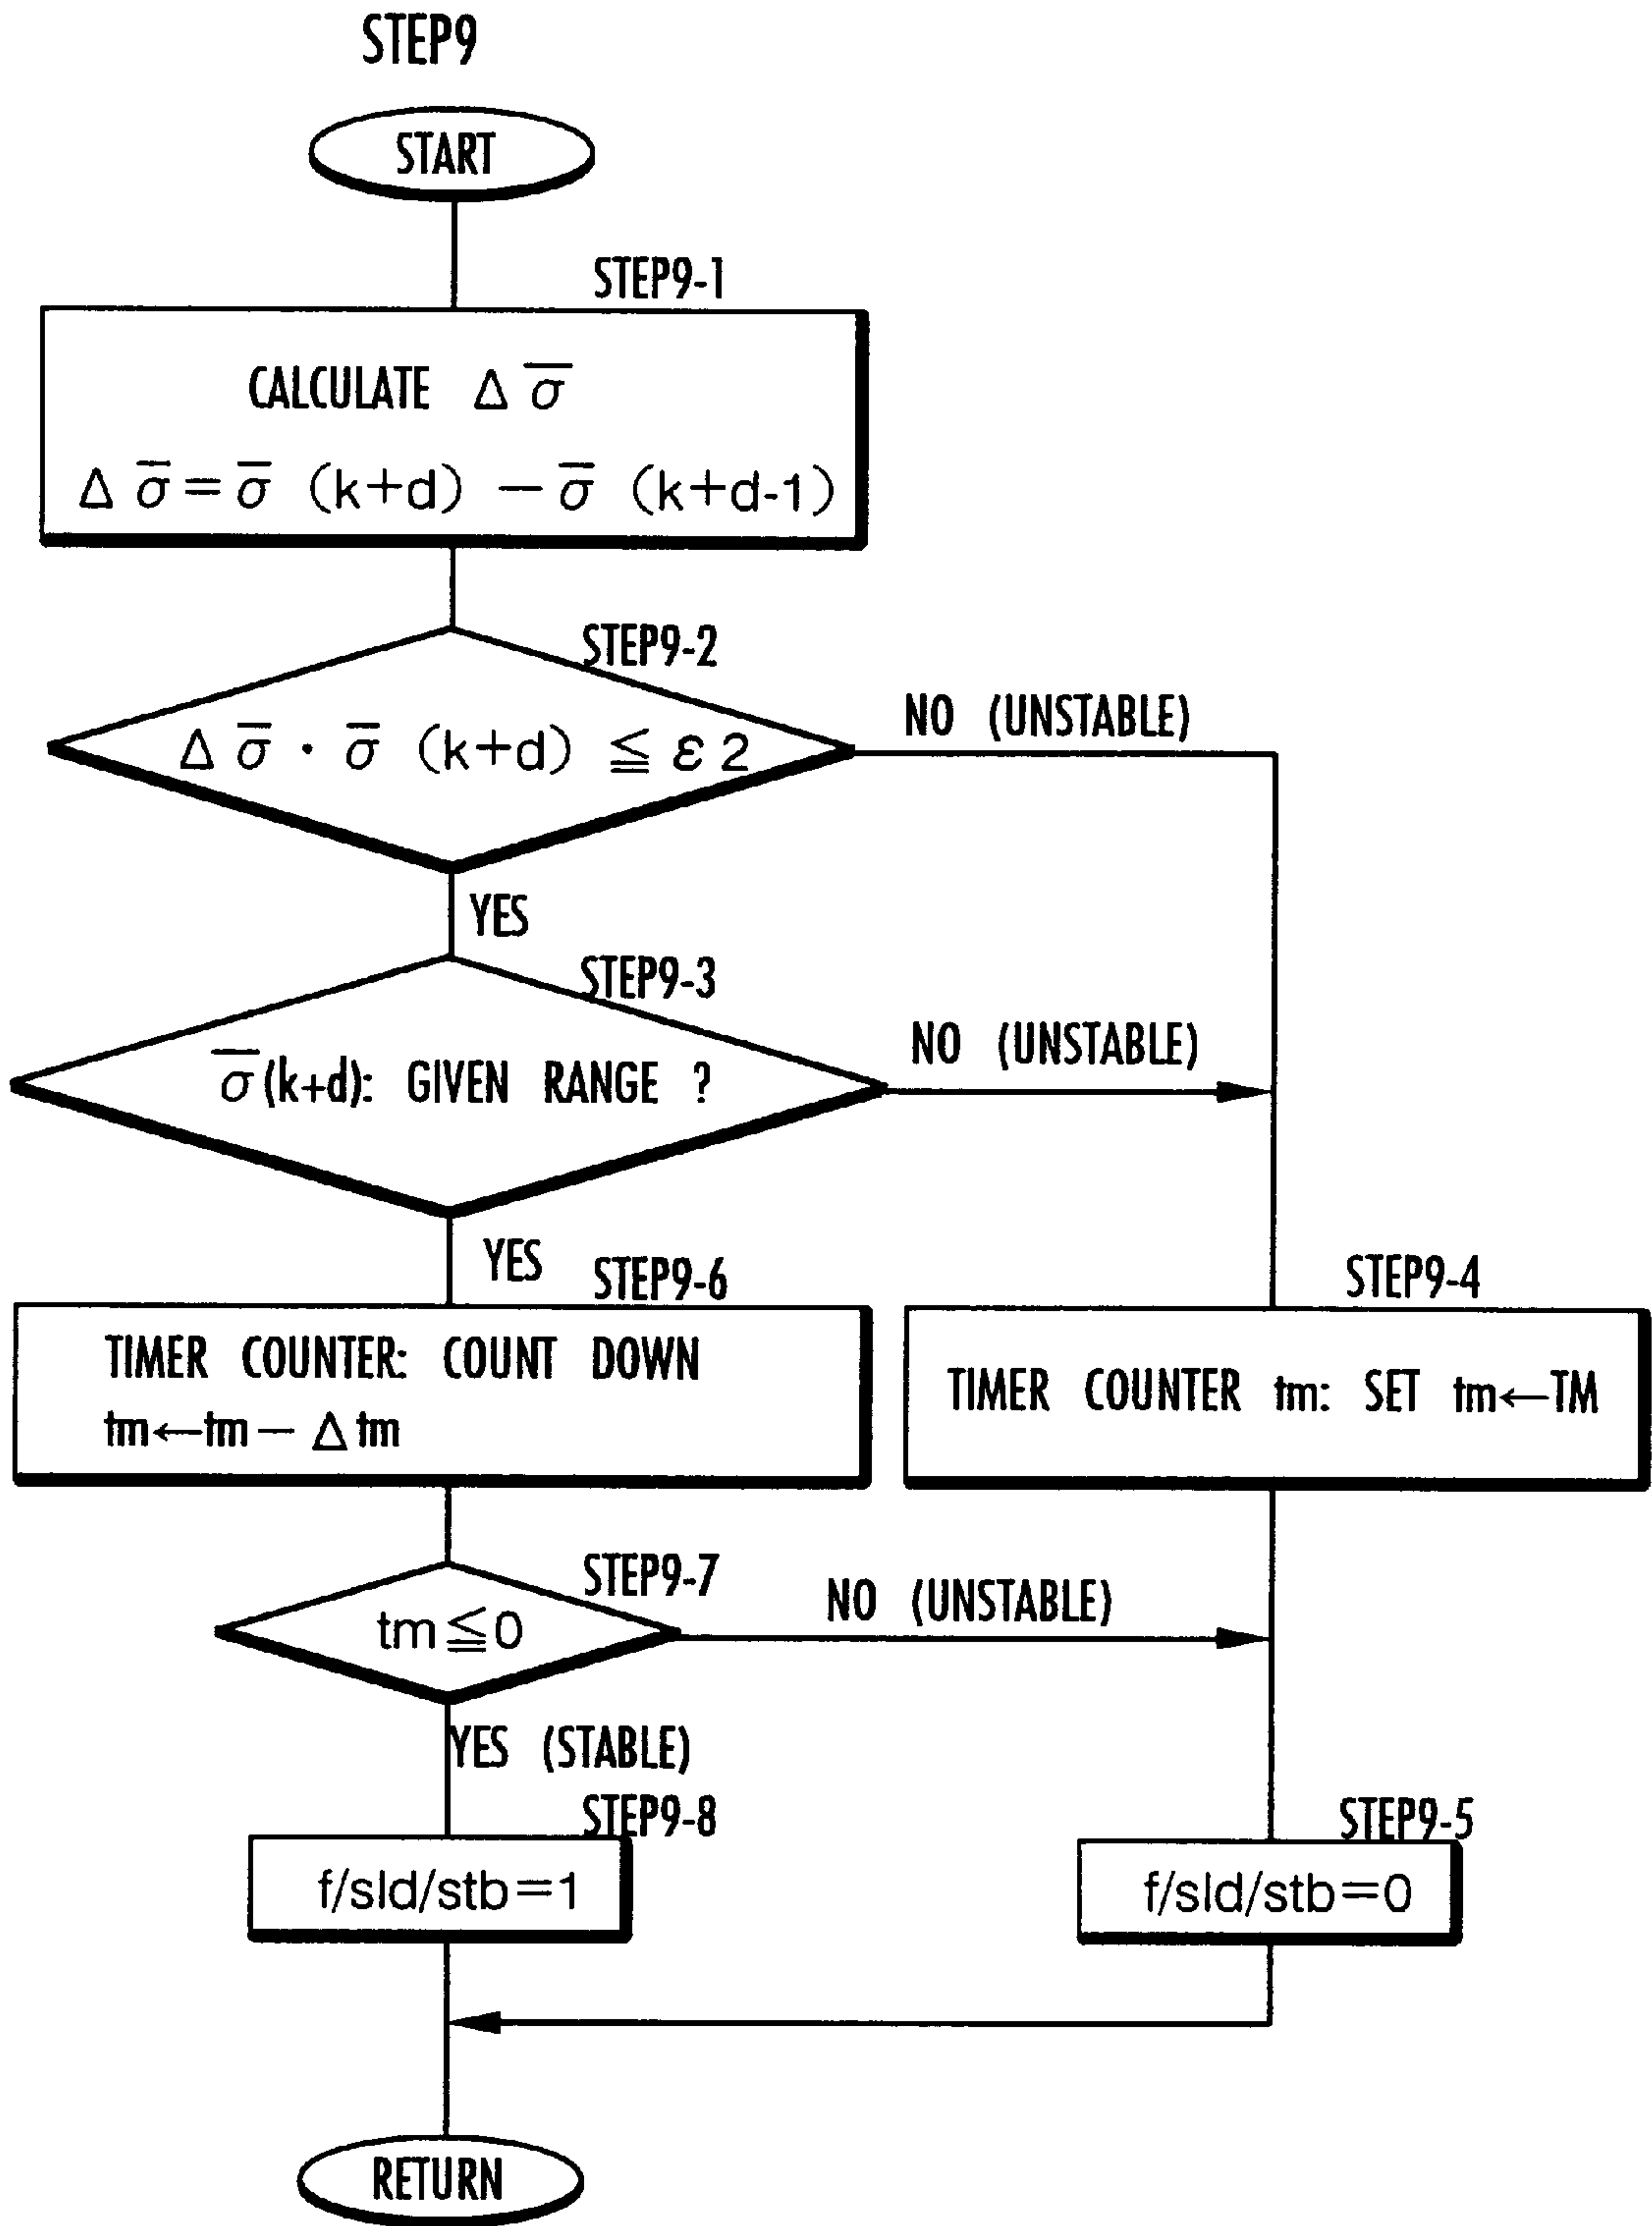 STEP9
START
STEP9-1
CALCULATE Δ σ̅
Δ σ̅ = σ̅ (k+d) − σ̅ (k+d-1)
STEP9-2
Δ σ̅ · σ̅ (k+d) ≦ ε 2
NO (UNSTABLE)
YES
STEP9-3
σ̅(k+d): GIVEN RANGE ?
NO (UNSTABLE)
YES
STEP9-6
TIMER COUNTER: COUNT DOWN
tm←tm− Δ tm
STEP9-4
TIMER COUNTER tm: SET tm←TM
STEP9-7
tm≦0
NO (UNSTABLE)
YES (STABLE)
STEP9-8
f/sld/stb=1
STEP9-5
f/sld/stb=0
RETURN